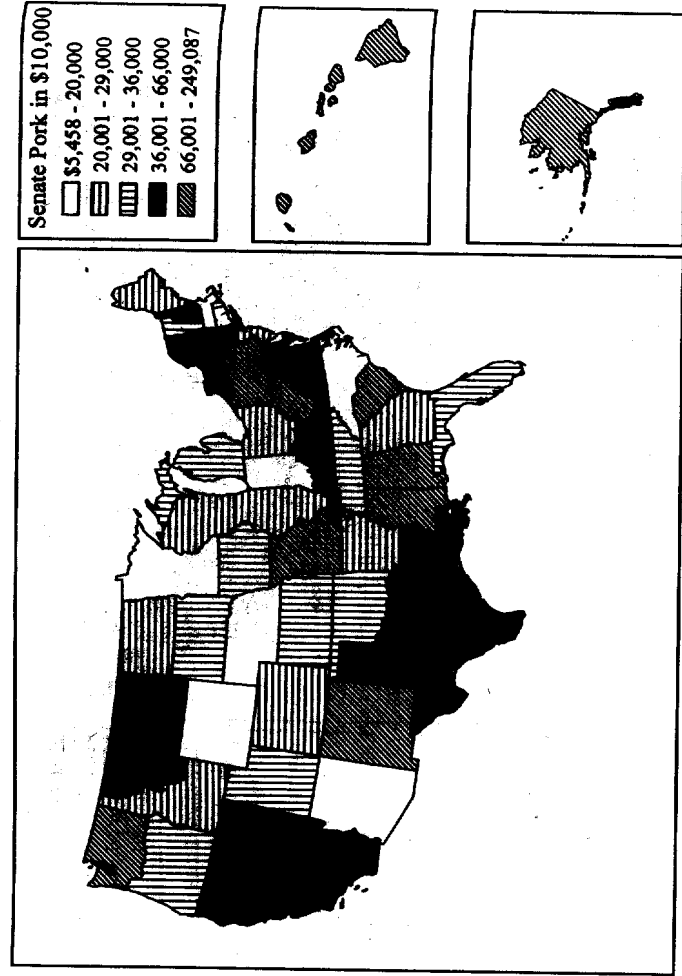 Senate Pork in $10,000
$5,458 - 20,000
20,001 - 29,000
29,001 - 36,000
36,001 - 66,000
66,001 - 249,087